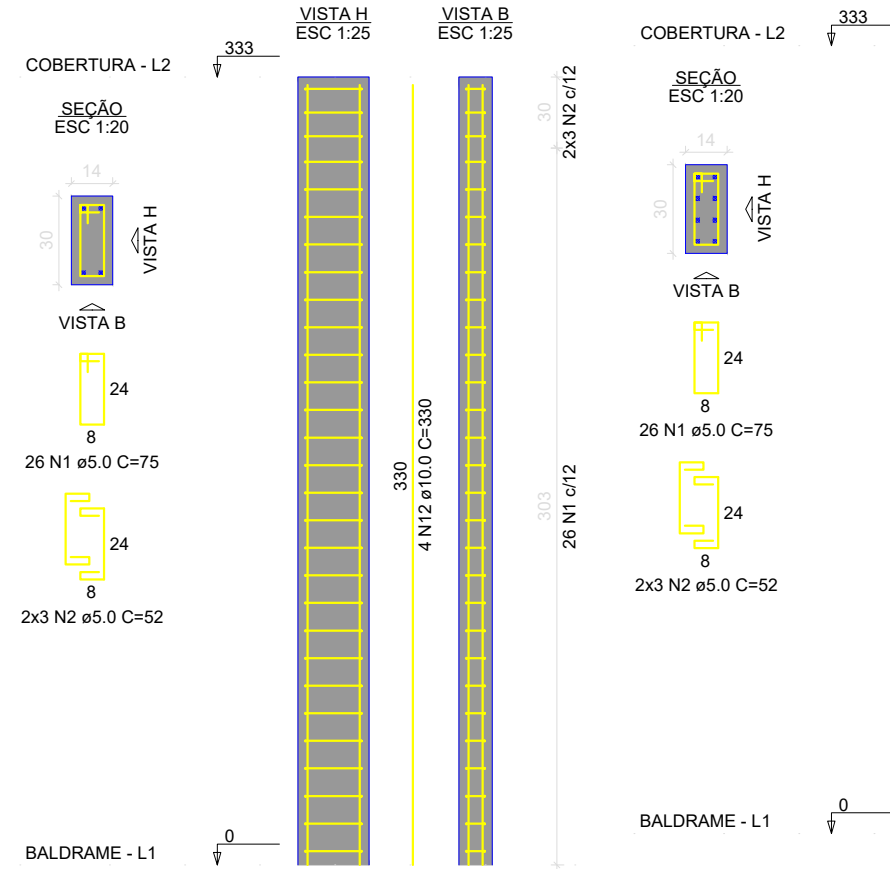 VISTA H
ESC 1:25
VISTA B
ESC 1:25
COBERTURA - L2
333
SEÇÃO
ESC 1:20
14
30
VISTA H
VISTA B
24
8
26 N1 ø5.0 C=75
24
8
2x3 N2 ø5.0 C=52
BALDRAME - L1
0
330
4 N12 ø10.0 C=330
30
2x3 N2 c/12
303
26 N1 c/12
COBERTURA - L2
333
SEÇÃO
ESC 1:20
14
30
VISTA H
VISTA B
24
8
26 N1 ø5.0 C=75
24
8
2x3 N2 ø5.0 C=52
BALDRAME - L1
0